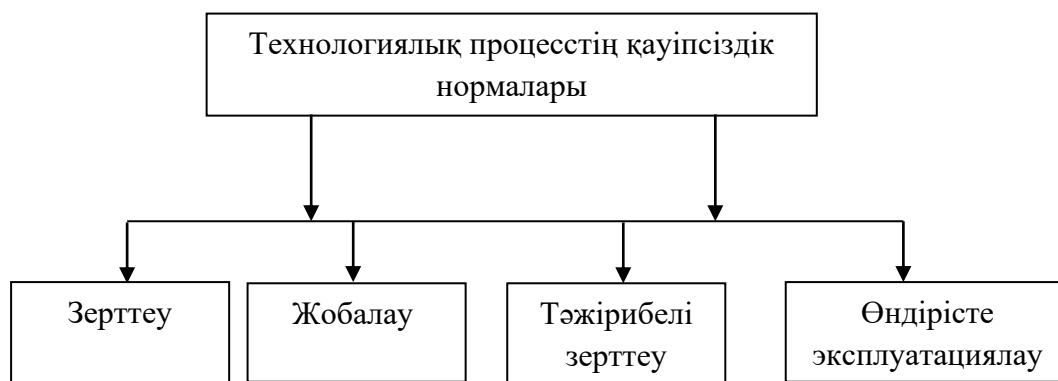 Технологиялық процесстің қауіпсіздік
нормалары
Зерттеу
Жобалау
Тәжірибелі
зерттеу
Өндірісте
эксплуатациялау